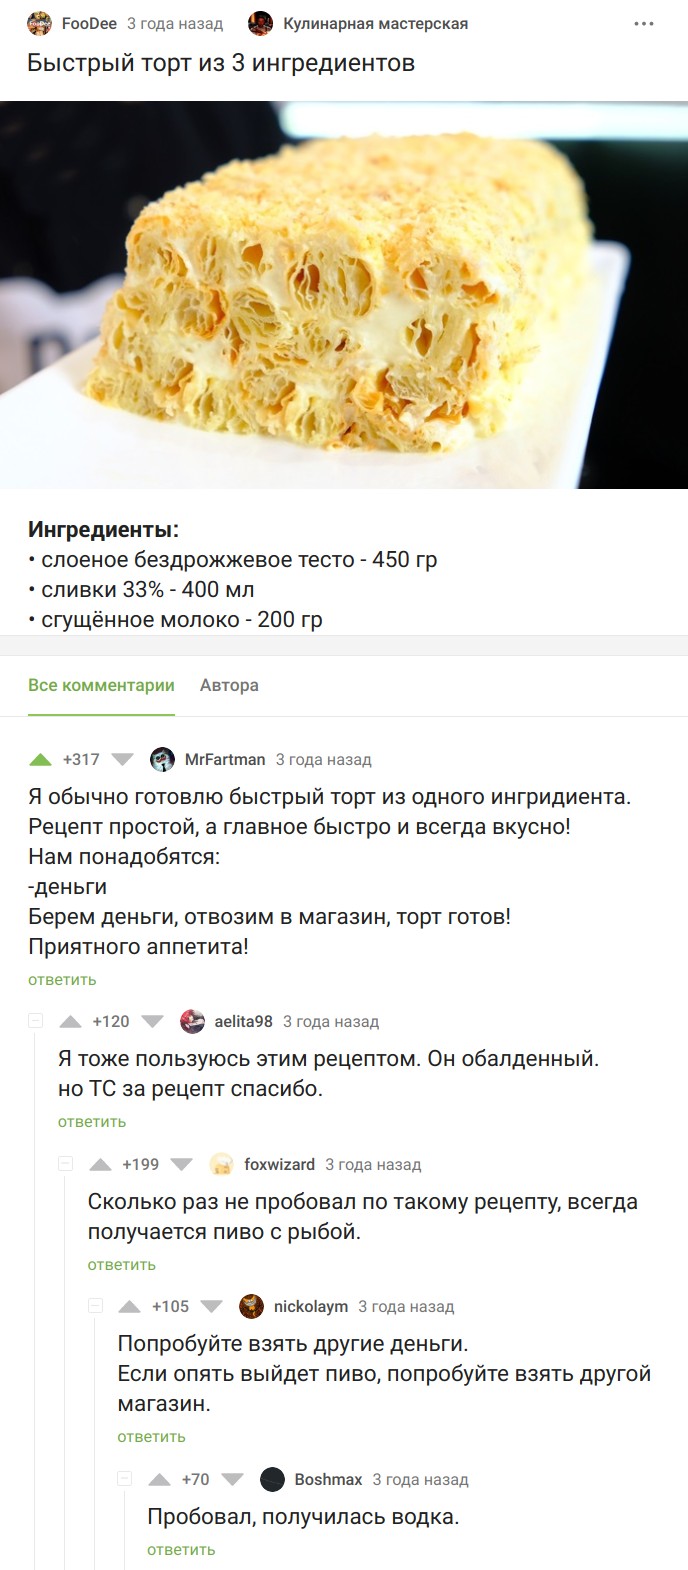 FooDee 3 года назад Кулинарная мастерская
Быстрый торт из 3 ингредиентов
Ингредиенты:
• слоеное бездрожжевое тесто - 450 гр
• сливки 33% - 400 мл
• сгущённое молоко - 200 гр
Все комментарии Автора
+317 MrFartman 3 года назад
Я обычно готовлю быстрый торт из одного ингридиента.
Рецепт простой, а главное быстро и всегда вкусно!
Нам понадобятся:
-деньги
Берем деньги, отвозим в магазин, торт готов!
Приятного аппетита!
ответить
+120 aelita98 3 года назад
Я тоже пользуюсь этим рецептом. Он обалденный.
но ТС за рецепт спасибо.
ответить
+199 foxwizard 3 года назад
Сколько раз не пробовал по такому рецепту, всегда
получается пиво с рыбой.
ответить
+105 nickolaym 3 года назад
Попробуйте взять другие деньги.
Если опять выйдет пиво, попробуйте взять другой
магазин.
ответить
+70 Boshmax 3 года назад
Пробовал, получилась водка.
ответить